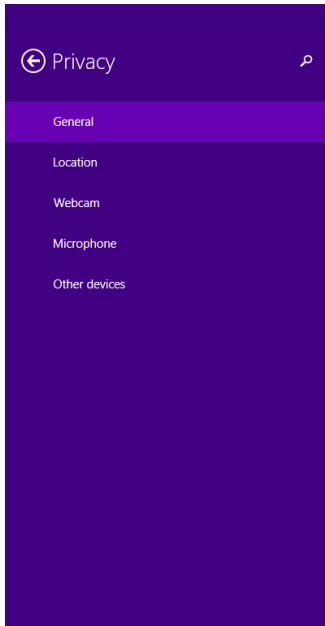 Privacy
General
Location
Webcam
Microphone
Other devices